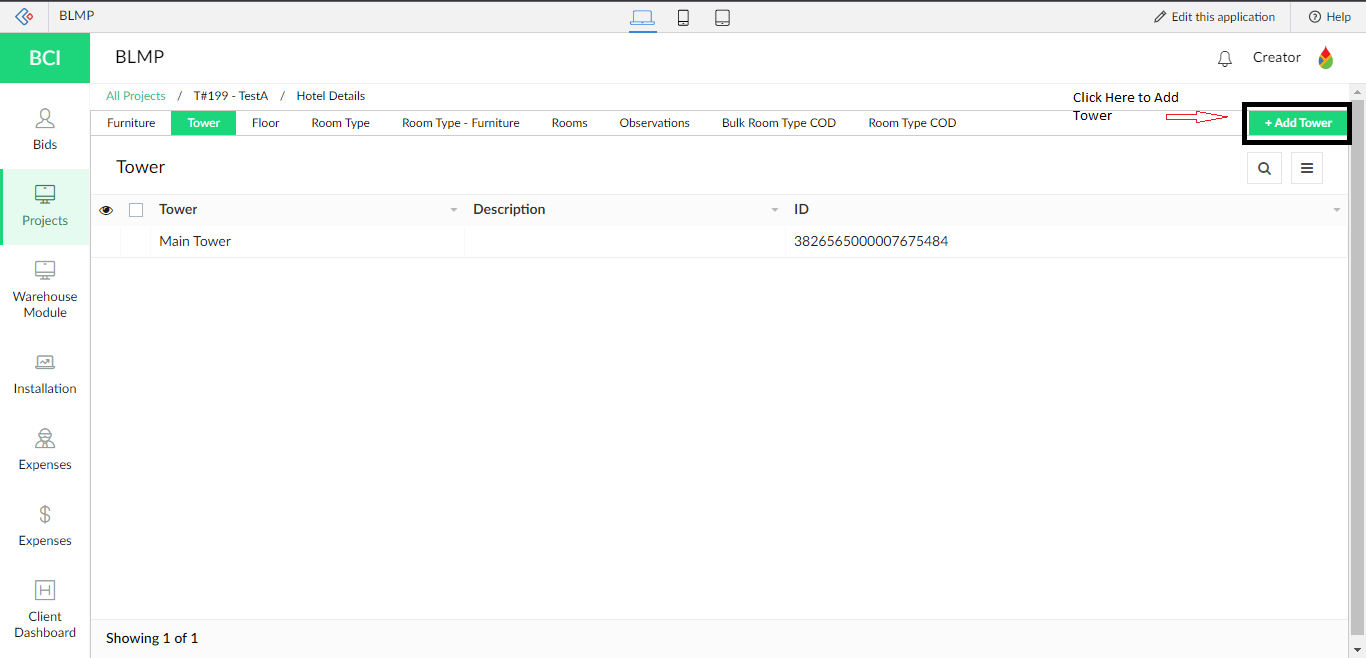 BLMP
Edit this application
Help
BCI
BLMP
Creator
All Projects / T#199 - TestA / Hotel Details
Click Here to Add
Tower
Furniture Tower Floor Room Type Room Type - Furniture Rooms Observations Bulk Room Type COD Room Type COD
+ Add Tower
Tower
Tower Description ID
Main Tower 3826565000007675484
Showing 1 of 1
Bids
Projects
Warehouse
Module
Installation
Expenses
Expenses
Client
Dashboard